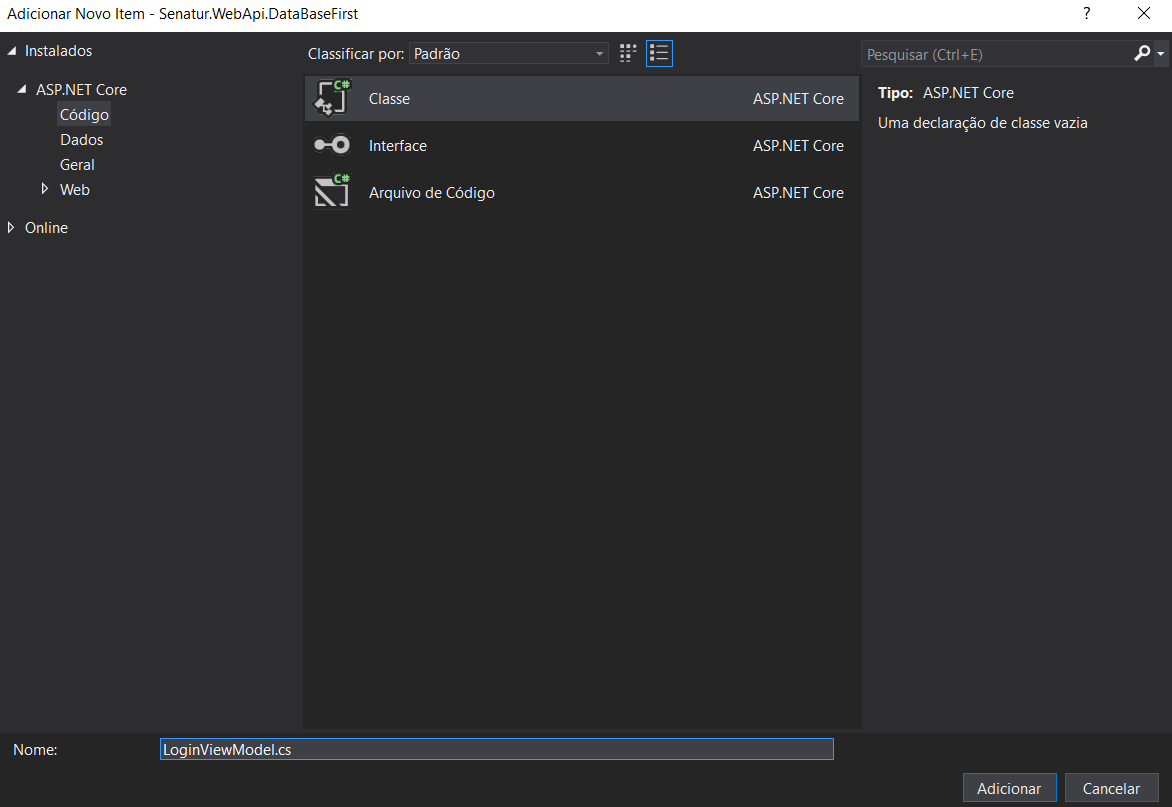 Adicionar Novo Item - Senatur.WebApi.DataBaseFirst
?
Instalados
ASP.NET Core
Código
Dados
Geral
Web
Online
Classificar por: Padrão
C# Classe ASP.NET Core
Interface ASP.NET Core
C# Arquivo de Código ASP.NET Core
Pesquisar (Ctrl+E)
Tipo: ASP.NET Core
Uma declaração de classe vazia
Nome: LoginViewModel.cs
Adicionar Cancelar